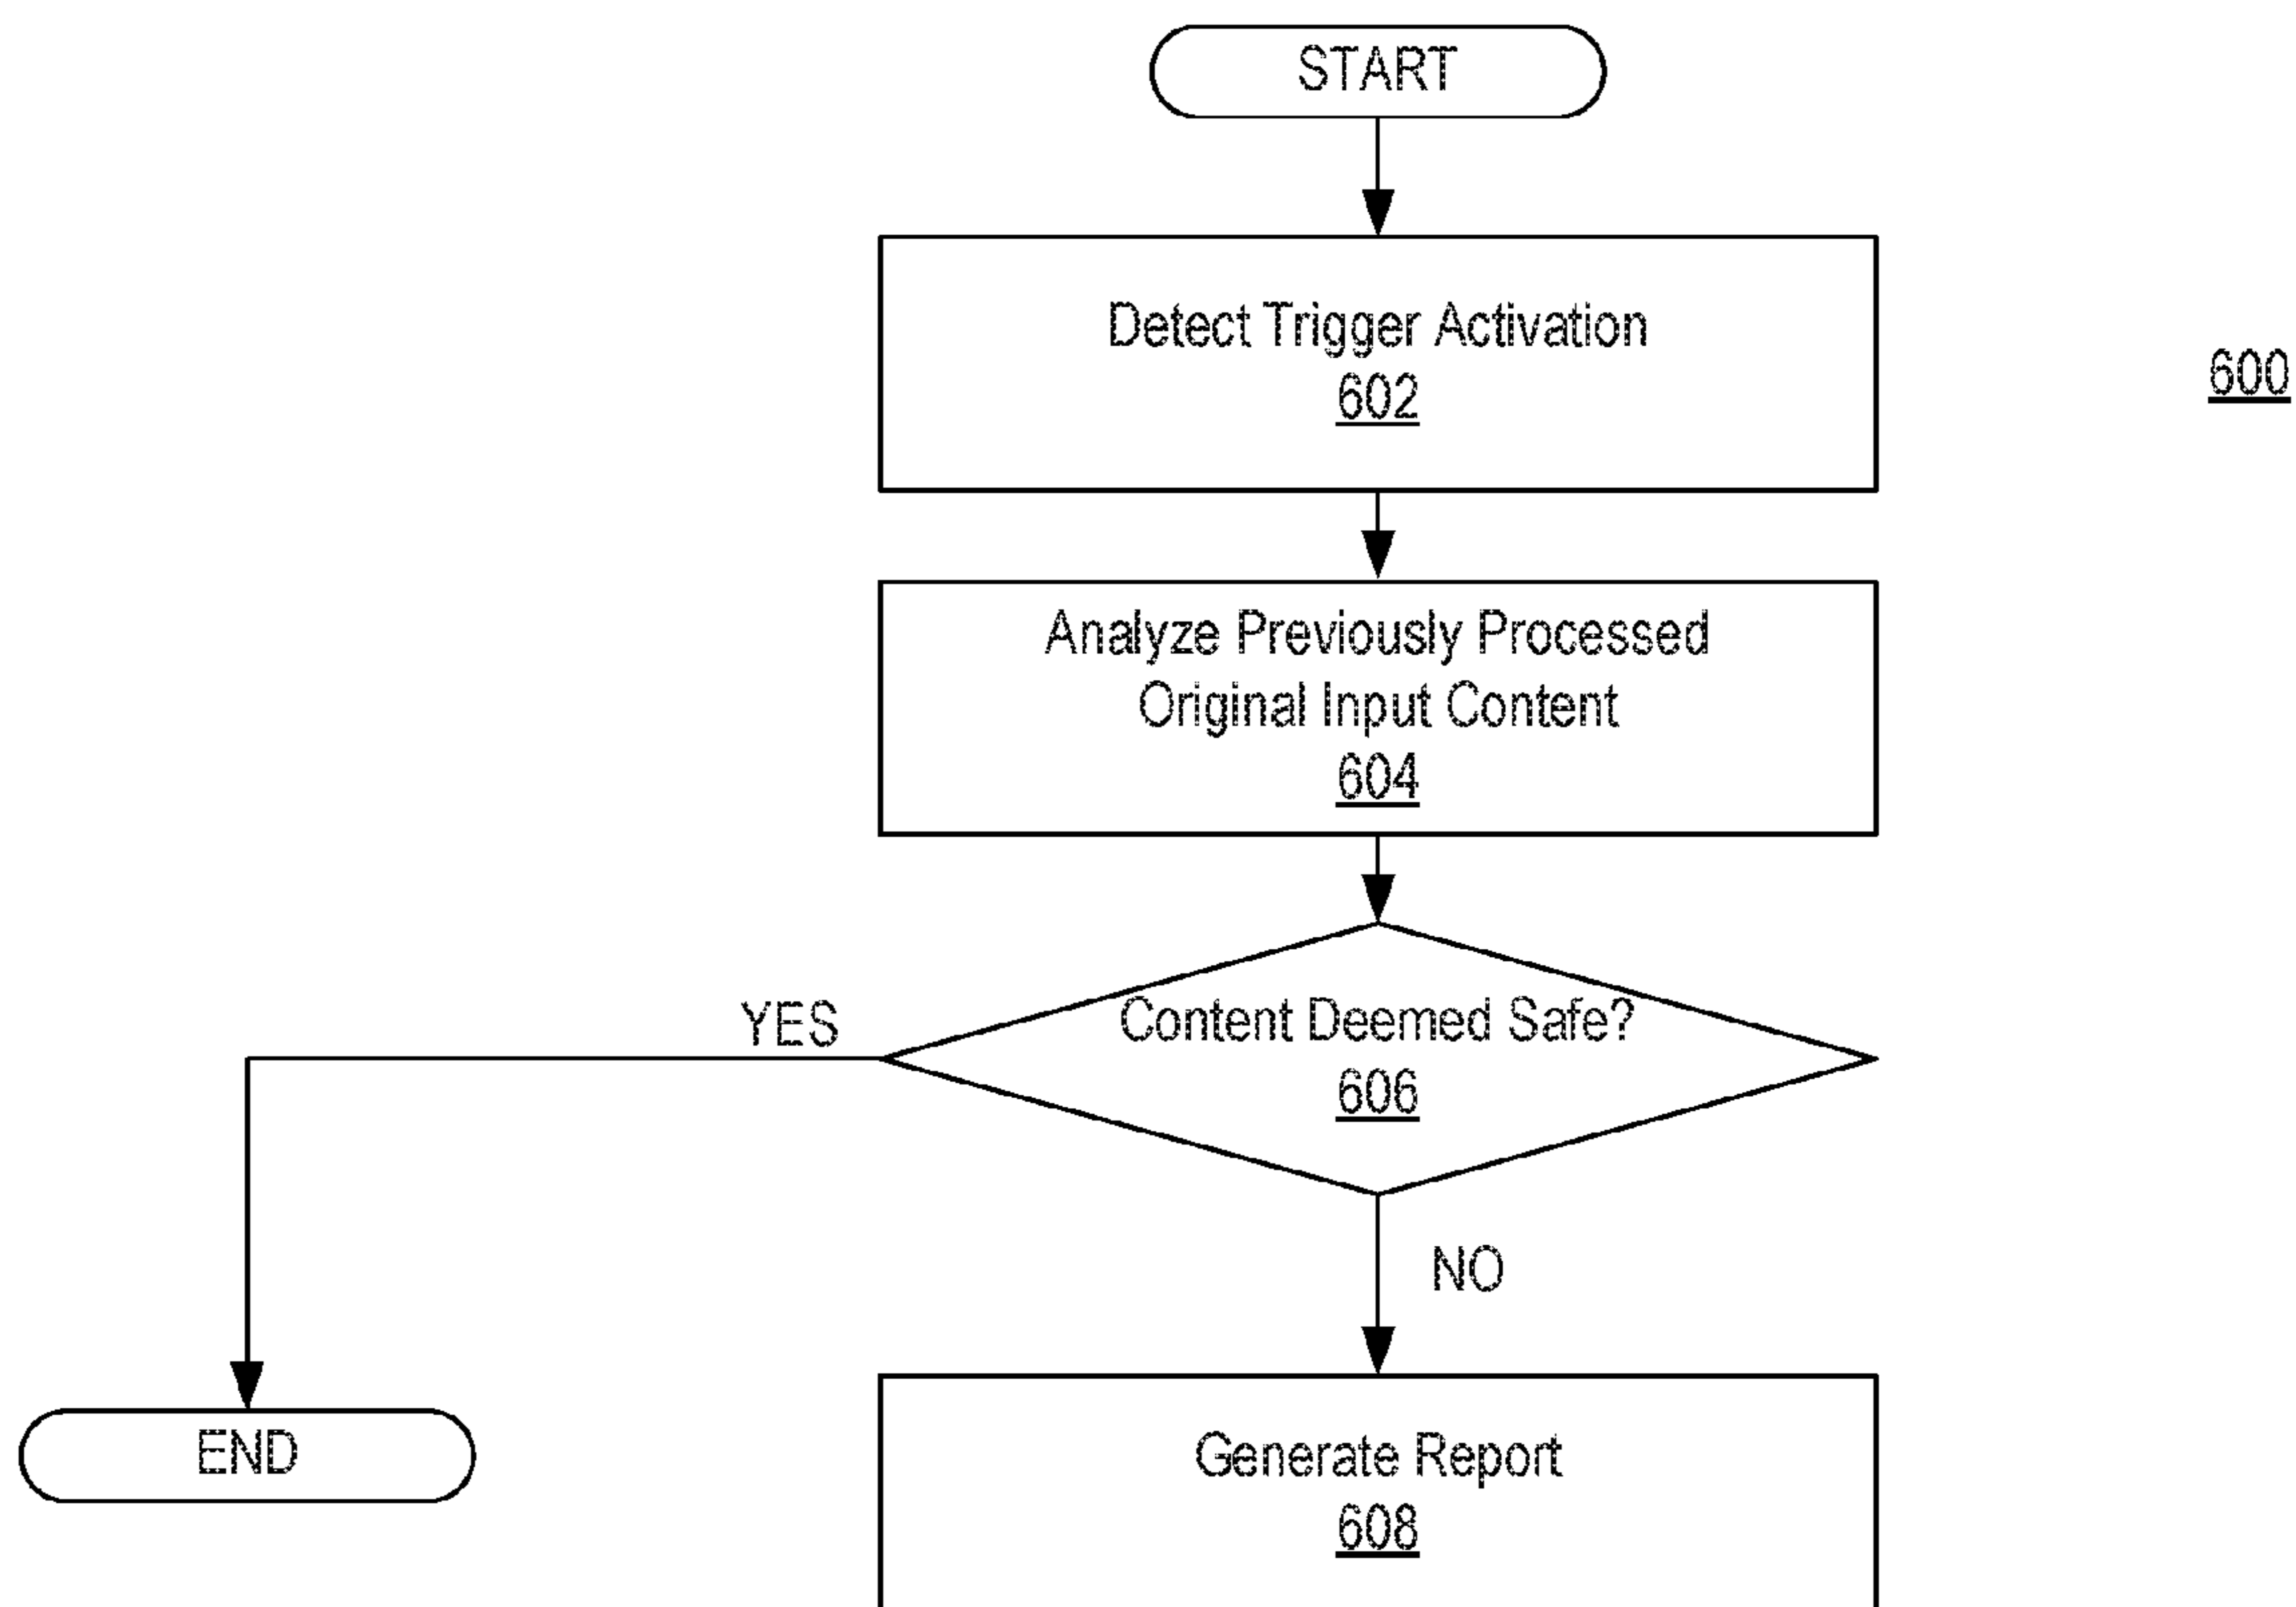 START
Detect Trigger Activation
602
600
Analyze Previously Processed
Original Input Content
604
YES
Content Deemed Safe?
606
NO
END
Generate Report
608